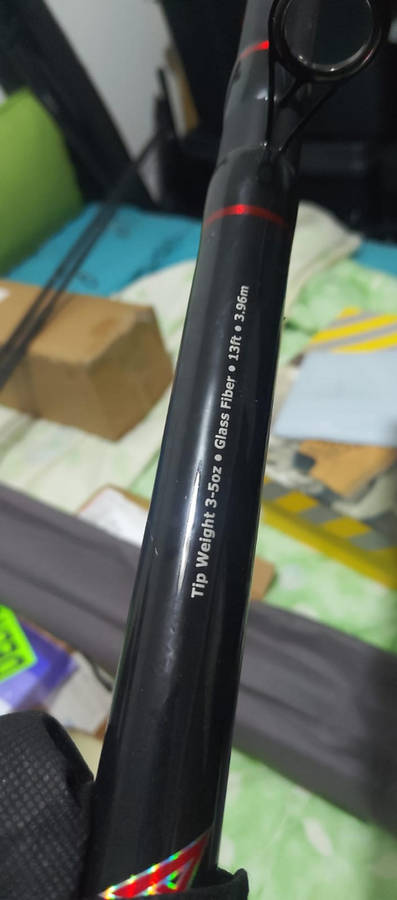 Tip Weight 3-5oz • Glass Fiber • 13ft • 3.96m